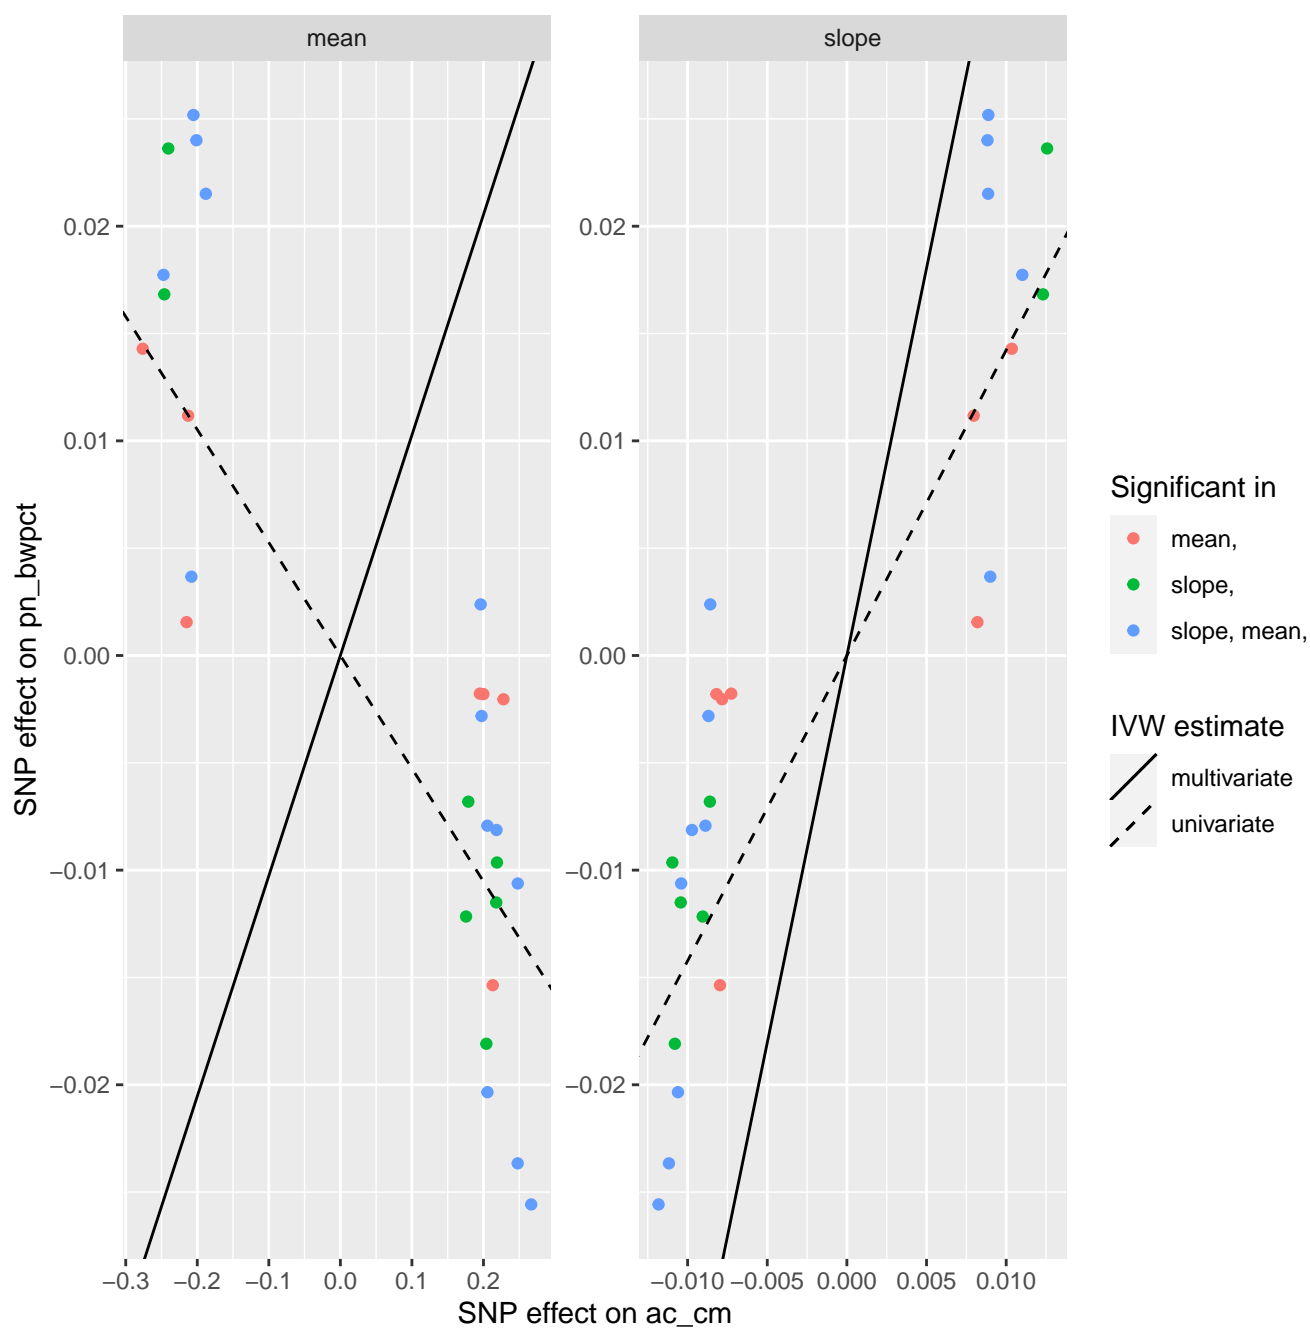 mean
slope
SNP effect on pn_bwpct
0.02
0.01
0.00
−0.01
−0.02
0.02
0.01
0.00
−0.01
−0.02
−0.3 −0.2 −0.1 0.0 0.1 0.2
−0.010 −0.005 0.000 0.005 0.010
SNP effect on ac_cm
Significant in
mean,
slope,
slope, mean,
IVW estimate
multivariate
univariate